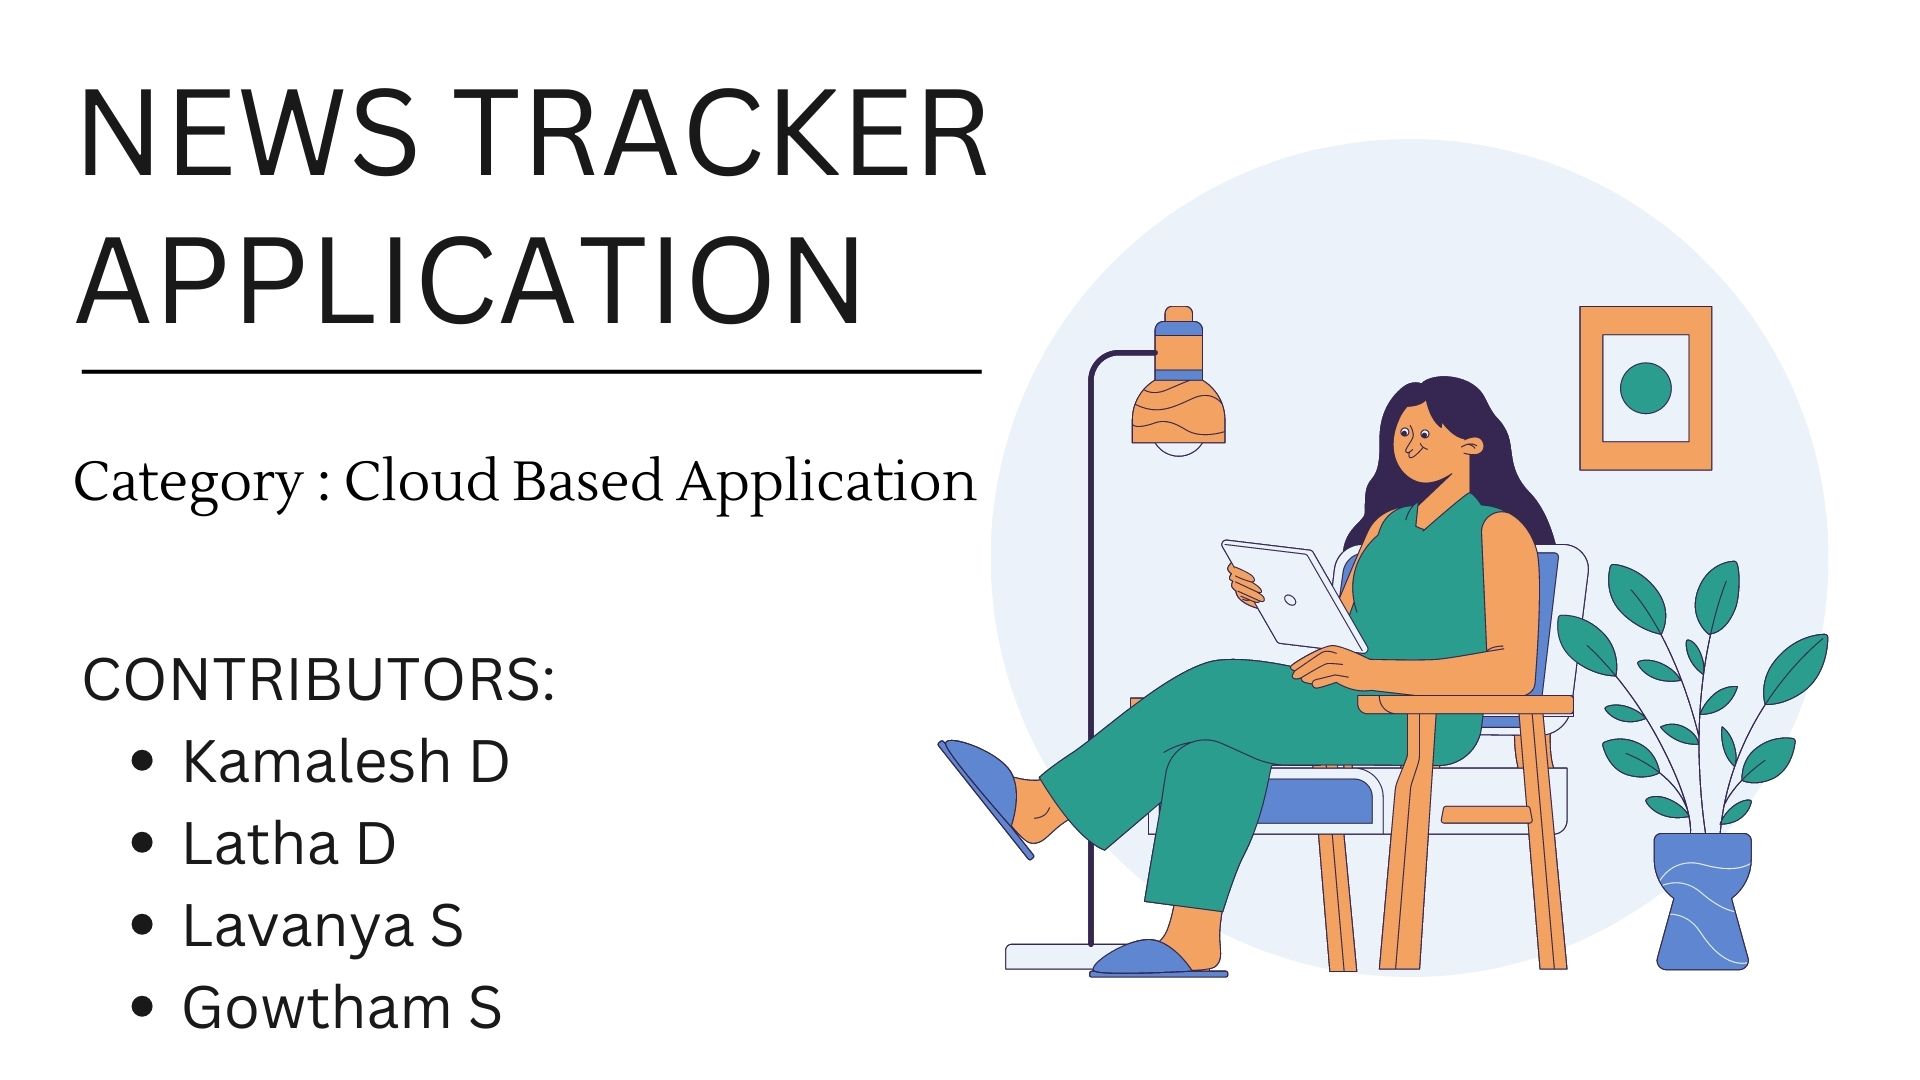 NEWS TRACKER
APPLICATION
Category : Cloud Based Application
CONTRIBUTORS:
• Kamalesh D
• Latha D
• Lavanya S
• Gowtham S